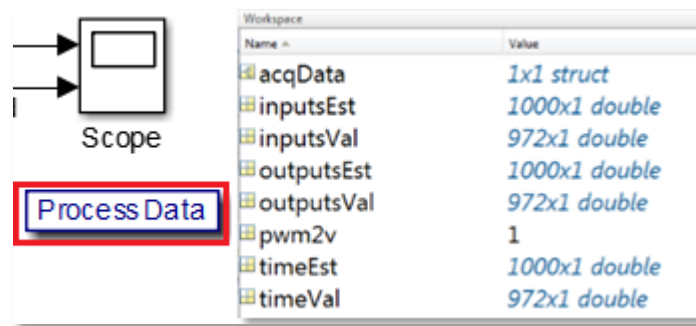 Scope
Process Data
Workspace
Name Value
acqData 1x1 struct
inputsEst 1000x1 double
inputsVal 972x1 double
outputsEst 1000x1 double
outputsVal 972x1 double
pwm2v 1
timeEst 1000x1 double
timeVal 972x1 double